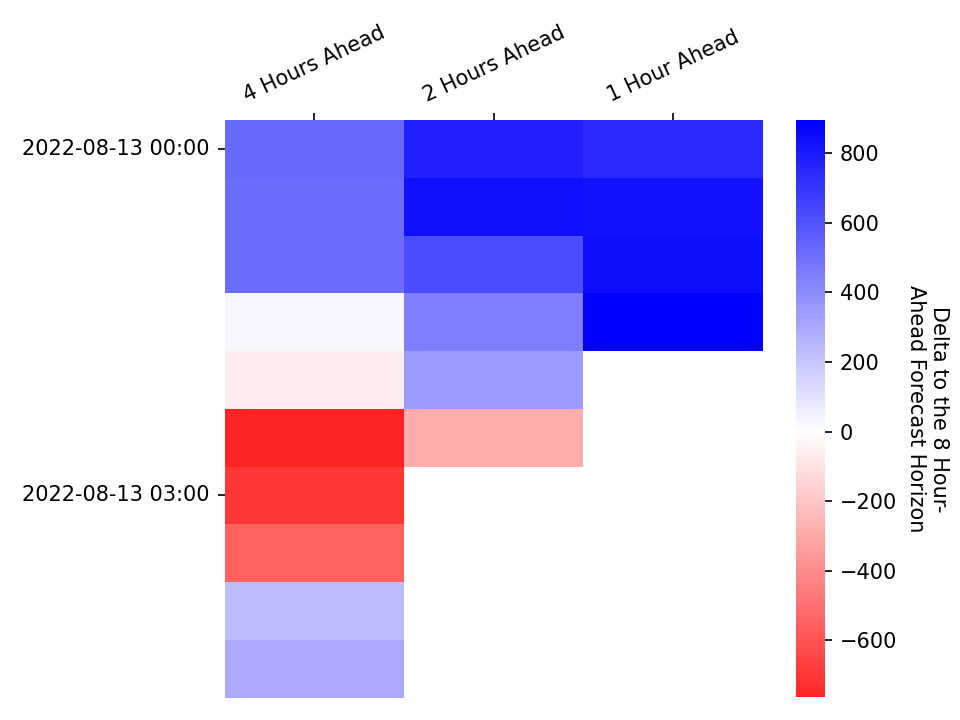 4 Hours Ahead
2 Hours Ahead
1 Hour Ahead
2022-08-13 00:00
2022-08-13 03:00
800
600
400
200
0
−200
−400
−600
Delta to the 8 Hour-
Ahead Forecast Horizon